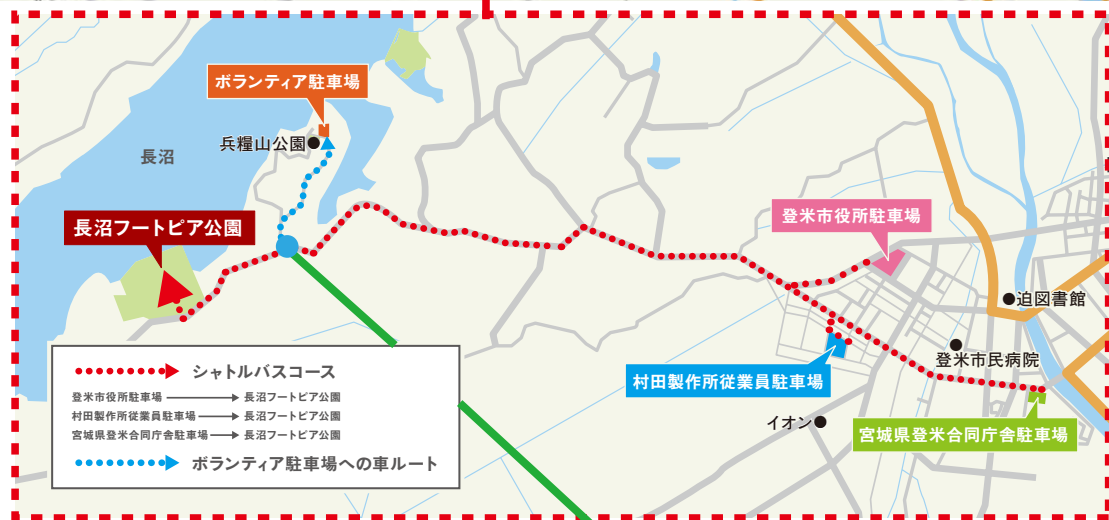 ボランティア駐車場
兵糧山公園
長沼
長沼フートピア公園
登米市役所駐車場
迫図書館
登米市民病院
村田製作所従業員駐車場
イオン
宮城県登米合同庁舎駐車場
シャトルバスコース
登米市役所駐車場 長沼フートピア公園
村田製作所従業員駐車場 長沼フートピア公園
宮城県登米合同庁舎駐車場 長沼フートピア公園
ボランティア駐車場への車ルート